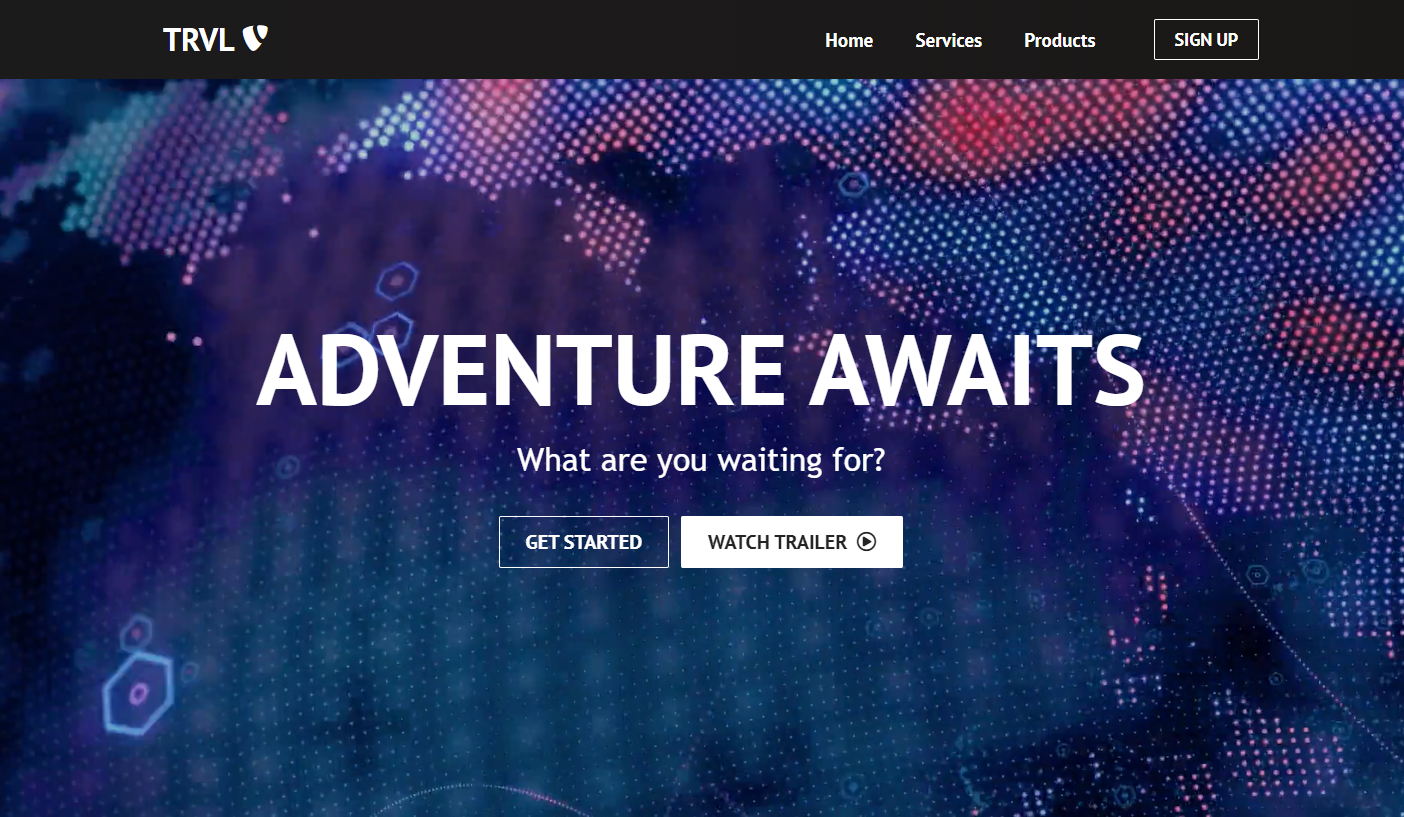 TRVL
Home Services Products SIGN UP
ADVENTURE AWAITS
What are you waiting for?
GET STARTED WATCH TRAILER